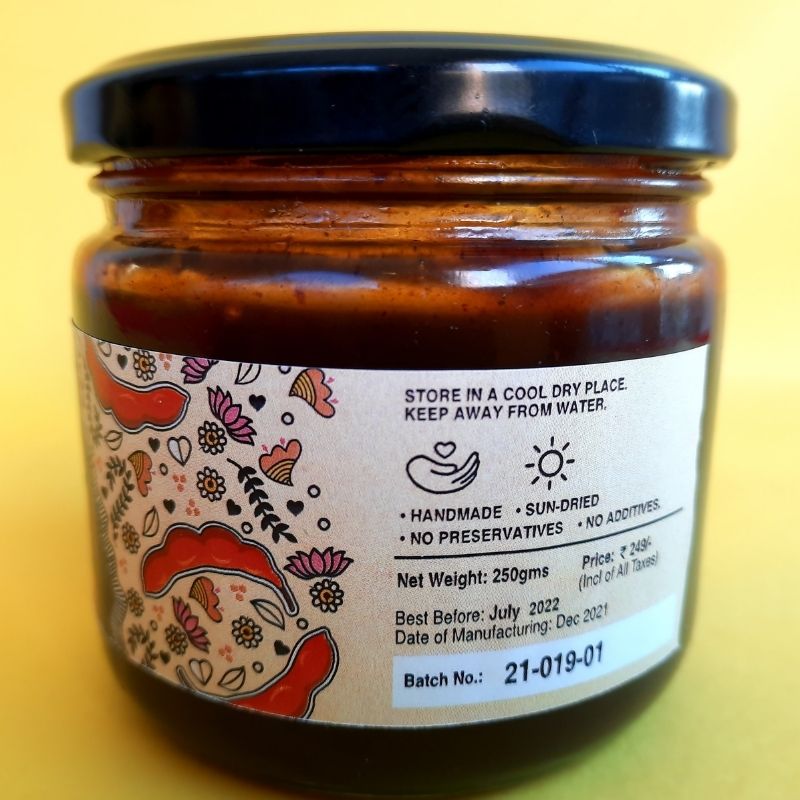 STORE IN A COOL DRY PLACE.
KEEP AWAY FROM WATER.
• HANDMADE • SUN-DRIED
• NO PRESERVATIVES • NO ADDITIVES.
Net Weight: 250gms Price: ₹ 249/-
(Incl of All Taxes)
Best Before: July 2022
Date of Manufacturing: Dec 2021
Batch No.: 21-019-01